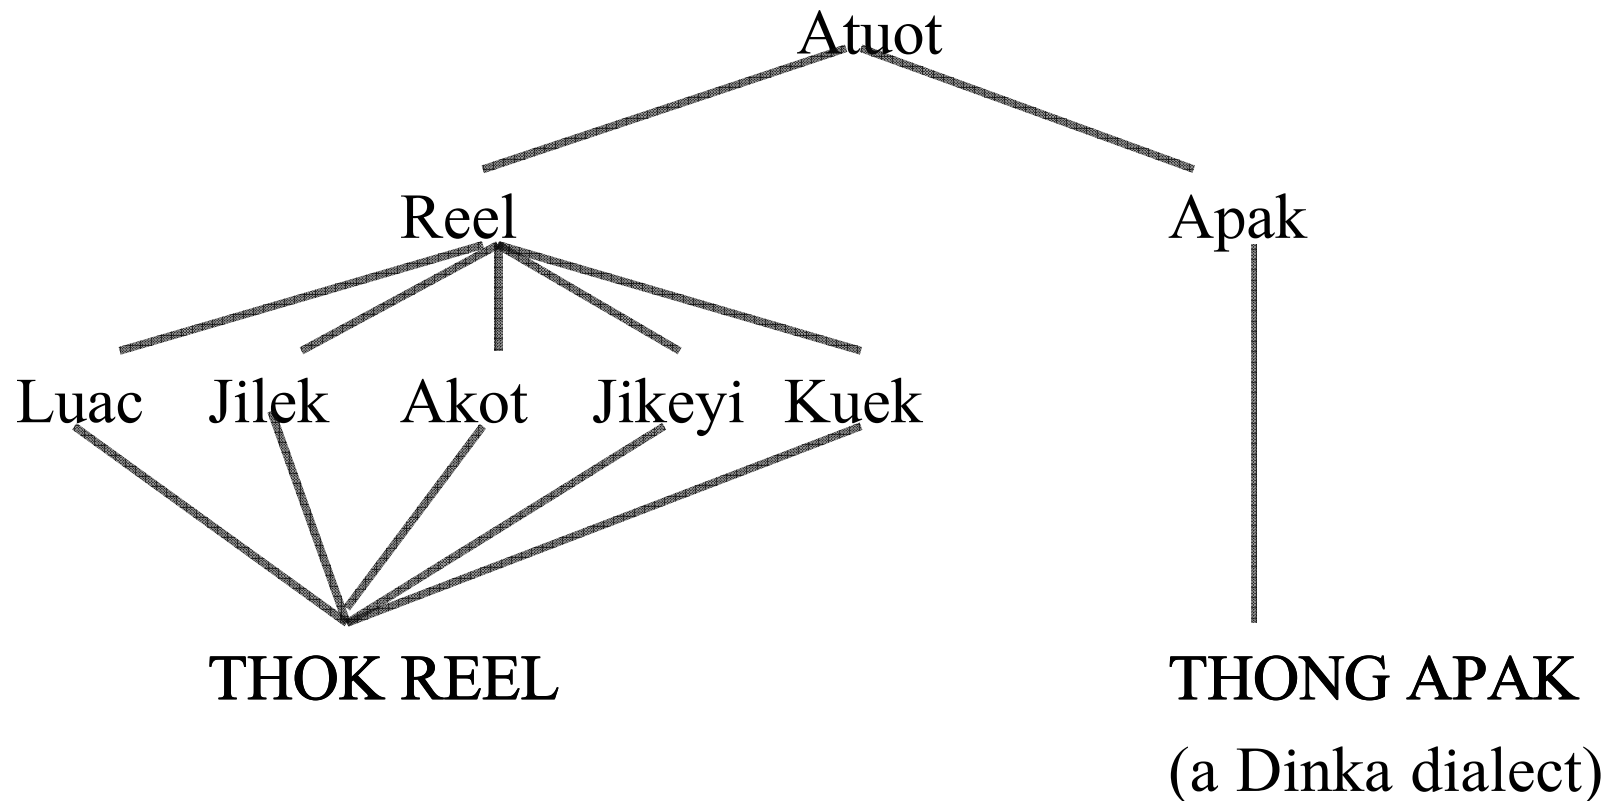 Atuot
Reel Apak
Luac Jilek Akot Jikeyi Kuek
THOK REEL THONG APAK
(a Dinka dialect)